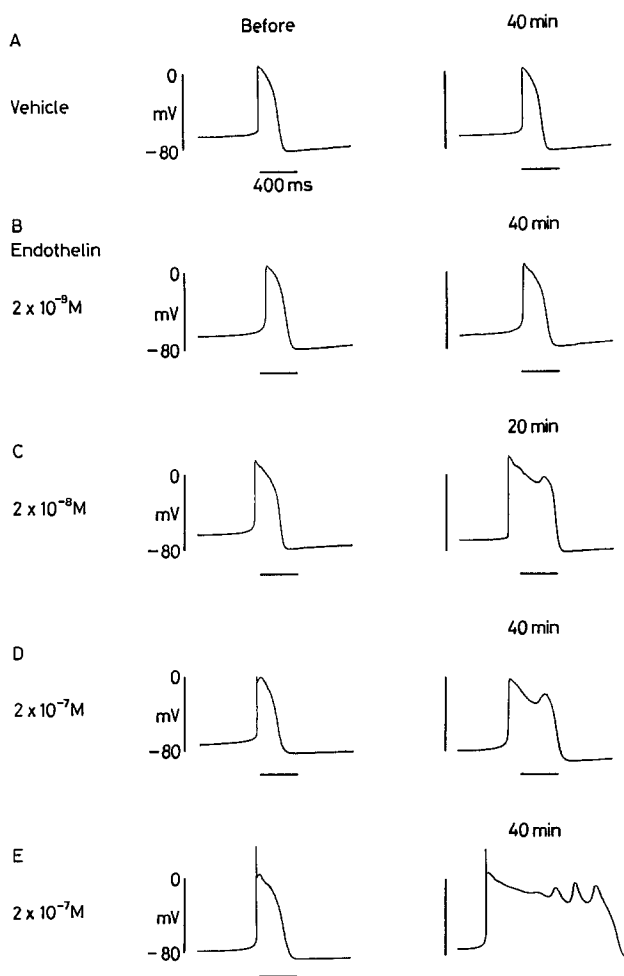 Before
40 min
A
Vehicle
0
mV
−80
400 ms
B
Endothelin
2 x 10⁻⁹M
0
mV
−80
40 min
C
2 x 10⁻⁸M
0
mV
−80
20 min
D
2 x 10⁻⁷M
0
mV
−80
40 min
E
2 x 10⁻⁷M
0
mV
−80
40 min